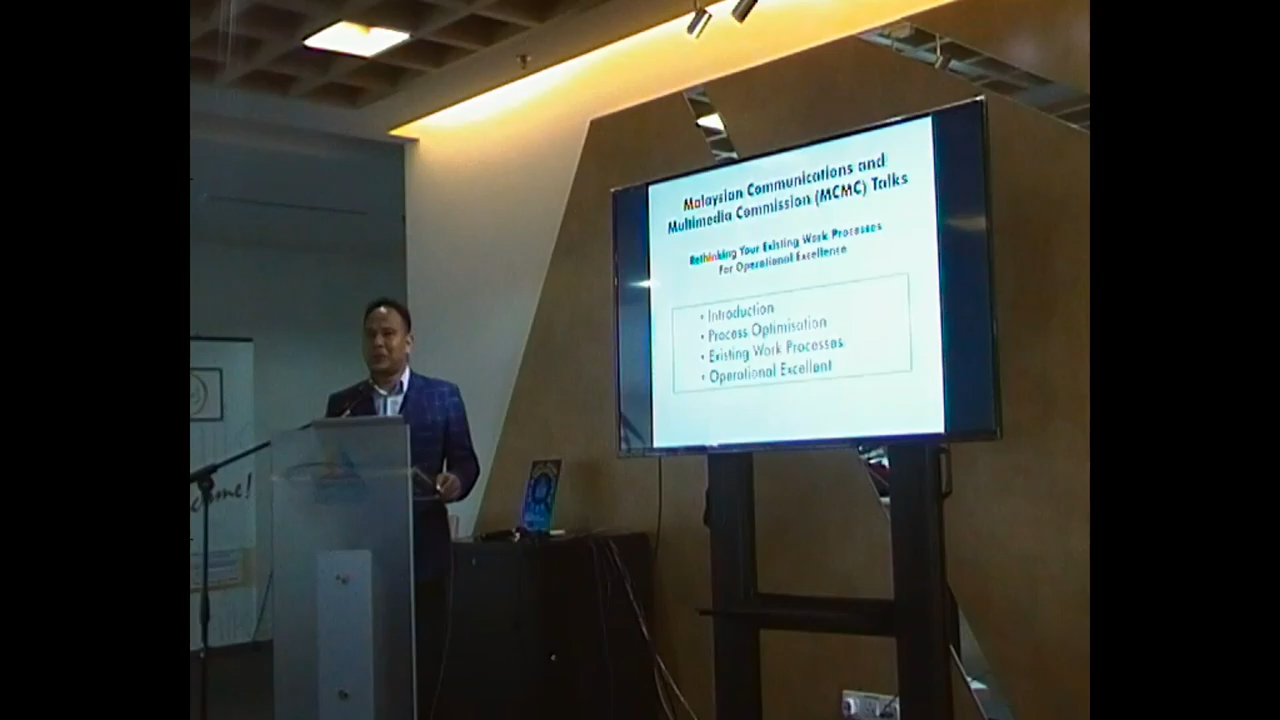 Malaysian Communications and
Multimedia Commission (MCMC) Talks
Rethinking Your Existing Work Processes
For Operational Excellence
• Introduction
• Process Optimisation
• Existing Work Processes
• Operational Excellent